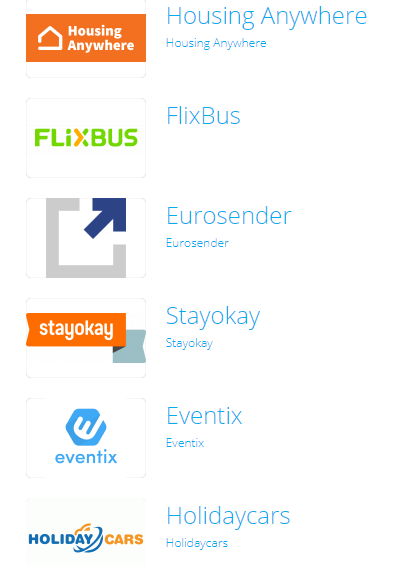 Housing
Anywhere
Housing Anywhere
Housing Anywhere
FLiXBUS
FlixBus
Eurosender
Eurosender
stayokay
Stayokay
Stayokay
eventix
Eventix
Eventix
HOLIDAY CARS
Holidaycars
Holidaycars